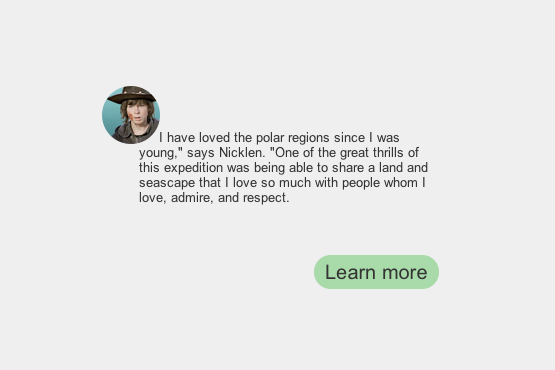 I have loved the polar regions since I was
young," says Nicklen. "One of the great thrills of
this expedition was being able to share a land and
seascape that I love so much with people whom I
love, admire, and respect.
Learn more